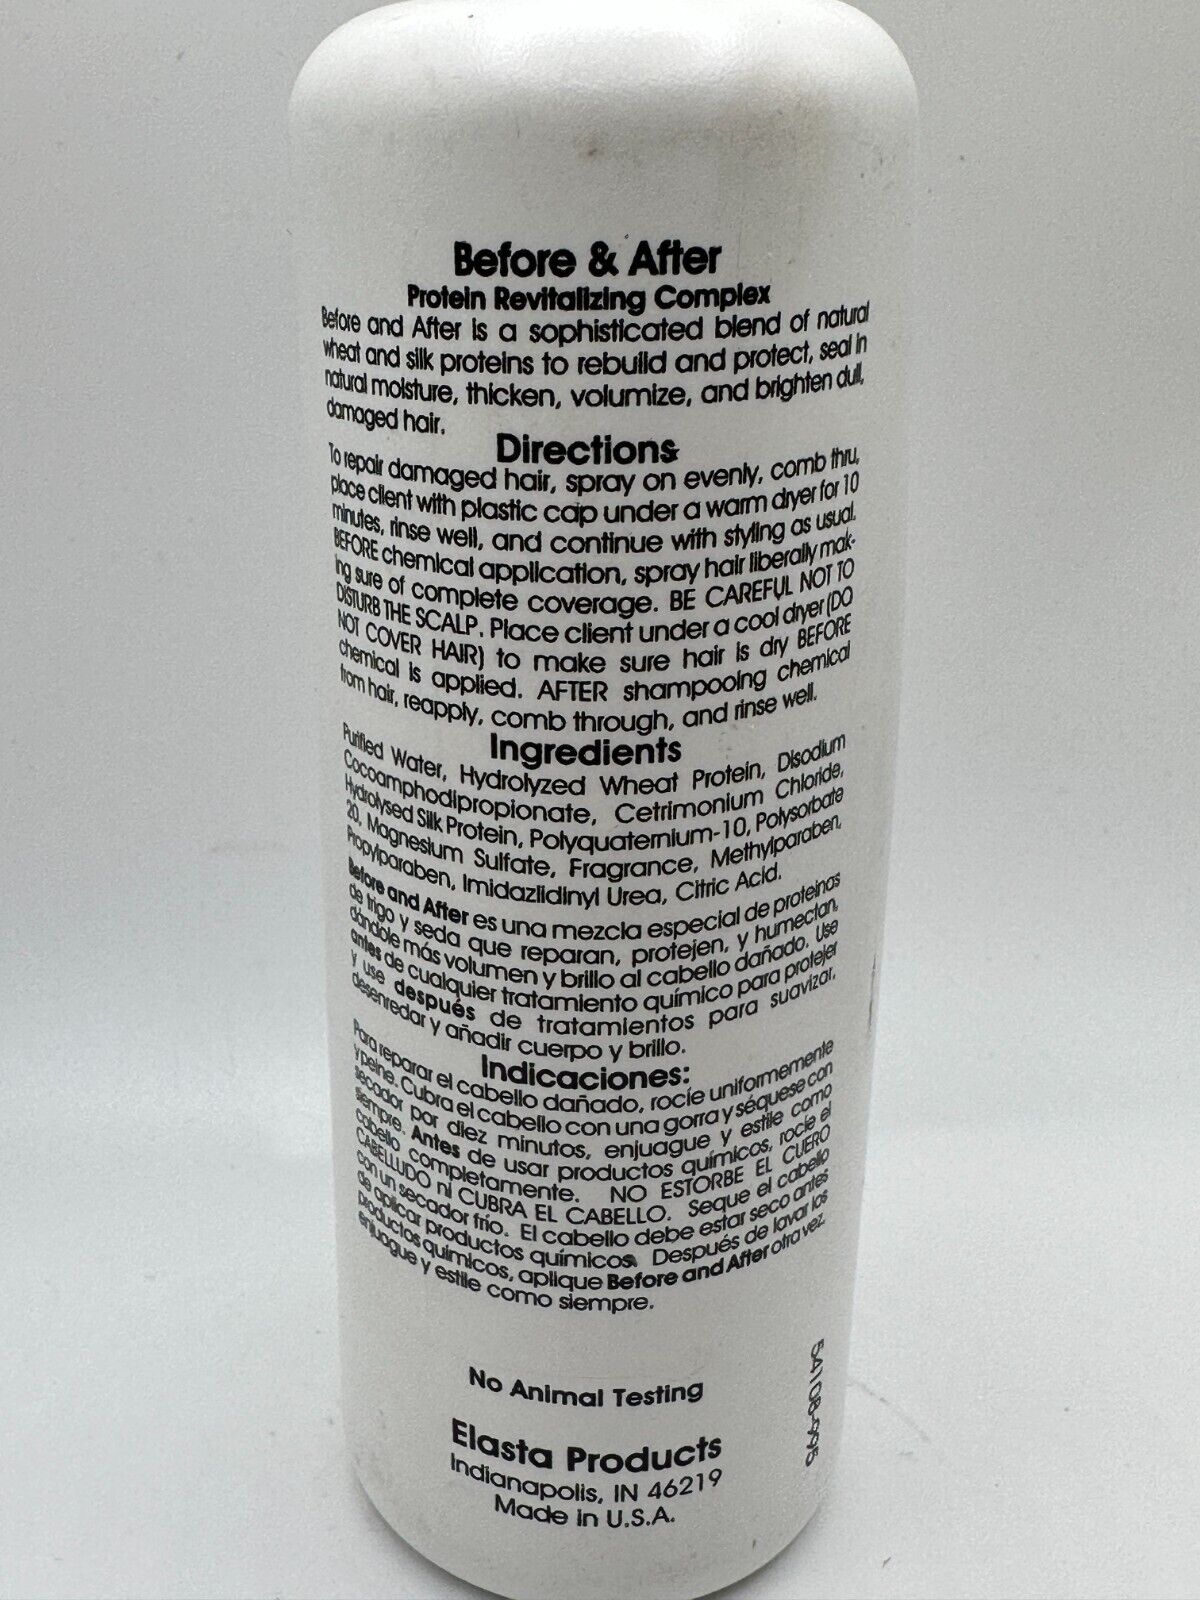 Before & After
Protein Revitalizing Complex
Before and After is a sophisticated blend of natural
wheat and silk proteins to rebuild and protect, seal in
natural moisture, thicken, volumize, and brighten dull,
damaged hair.
Directions
To repair damaged hair, spray on evenly, comb thru,
place client with plastic cap under a warm dryer for 10
minutes, rinse well, and continue with styling as usual.
BEFORE chemical application, spray hair liberally mak-
ing sure of complete coverage. BE CAREFUL NOT TO
DISTURB THE SCALP. Place client under a cool dryer (DO
NOT COVER HAIR) to make sure hair is dry BEFORE
chemical is applied. AFTER shampooing chemical
from hair, reapply, comb through, and rinse well.
Ingredients
Purified Water, Hydrolyzed Wheat Protein, Disodium
Cocoamphodipropionate, Cetrimonium Chloride,
Hydrolysed Silk Protein, Polyquaternium-10, Polysorbate
20, Magnesium Sulfate, Fragrance, Methylparaben,
Propylparaben, Imidazlidinyl Urea, Citric Acid.
Before and After es una mezcla especial de proteinas
de trigo y seda que reparan, protejen, y humectan,
dándole más volumen y brillo al cabello dañado. Use
antes de cualquier tratamiento químico para protejer
y use después de tratamientos para suavizar,
desenredar y añadir cuerpo y brillo.
Indicaciones:
Para reparar el cabello dañado, rocíe uniformemente
y peine. Cubra el cabello con una gorra y séquese con
secador por diez minutos, enjuague y estile como
siempre. Antes de usar productos químicos, rocíe el
cabello completamente. NO ESTORBE EL CUERO
CABELLUDO ni CUBRA EL CABELLO. Seque el cabello
con un secador frío. El cabello debe estar seco antes
de aplicar productos químicos. Después de lavar los
productos químicos, aplique Before and After otra vez,
enjuague y estile como siempre.
No Animal Testing
Elasta Products
Indianapolis, IN 46219
Made in U.S.A.
54108-995